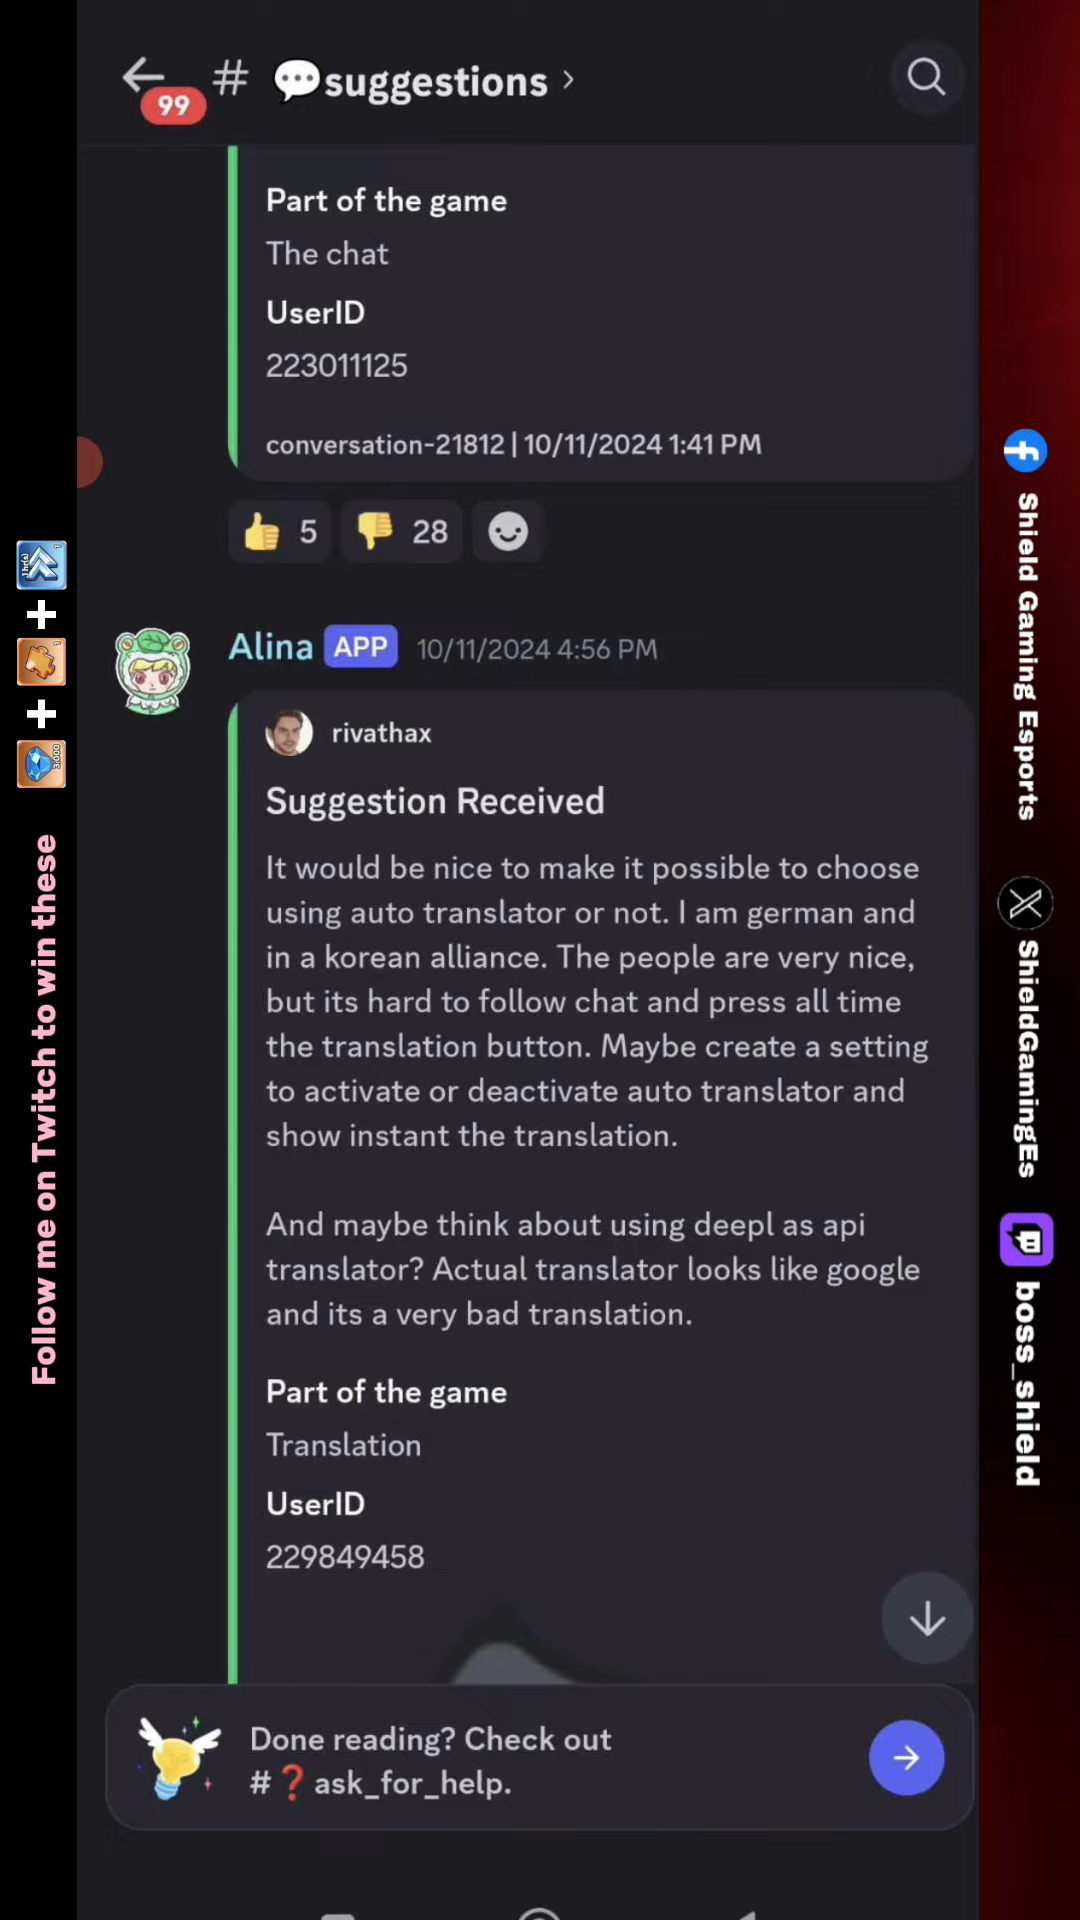 99
# 💬suggestions ›
Part of the game
The chat
UserID
223011125
conversation-21812 | 10/11/2024 1:41 PM
👍 5 👎 28
Alina APP 10/11/2024 4:56 PM
rivathax
Suggestion Received
It would be nice to make it possible to choose
using auto translator or not. I am german and
in a korean alliance. The people are very nice,
but its hard to follow chat and press all time
the translation button. Maybe create a setting
to activate or deactivate auto translator and
show instant the translation.
And maybe think about using deepl as api
translator? Actual translator looks like google
and its a very bad translation.
Part of the game
Translation
UserID
229849458
Done reading? Check out
#❓ask_for_help.
1hr(s)
1
+
1
+
3,000
Follow me on Twitch to win these
Shield Gaming Esports
ShieldGamingEs
boss_shield